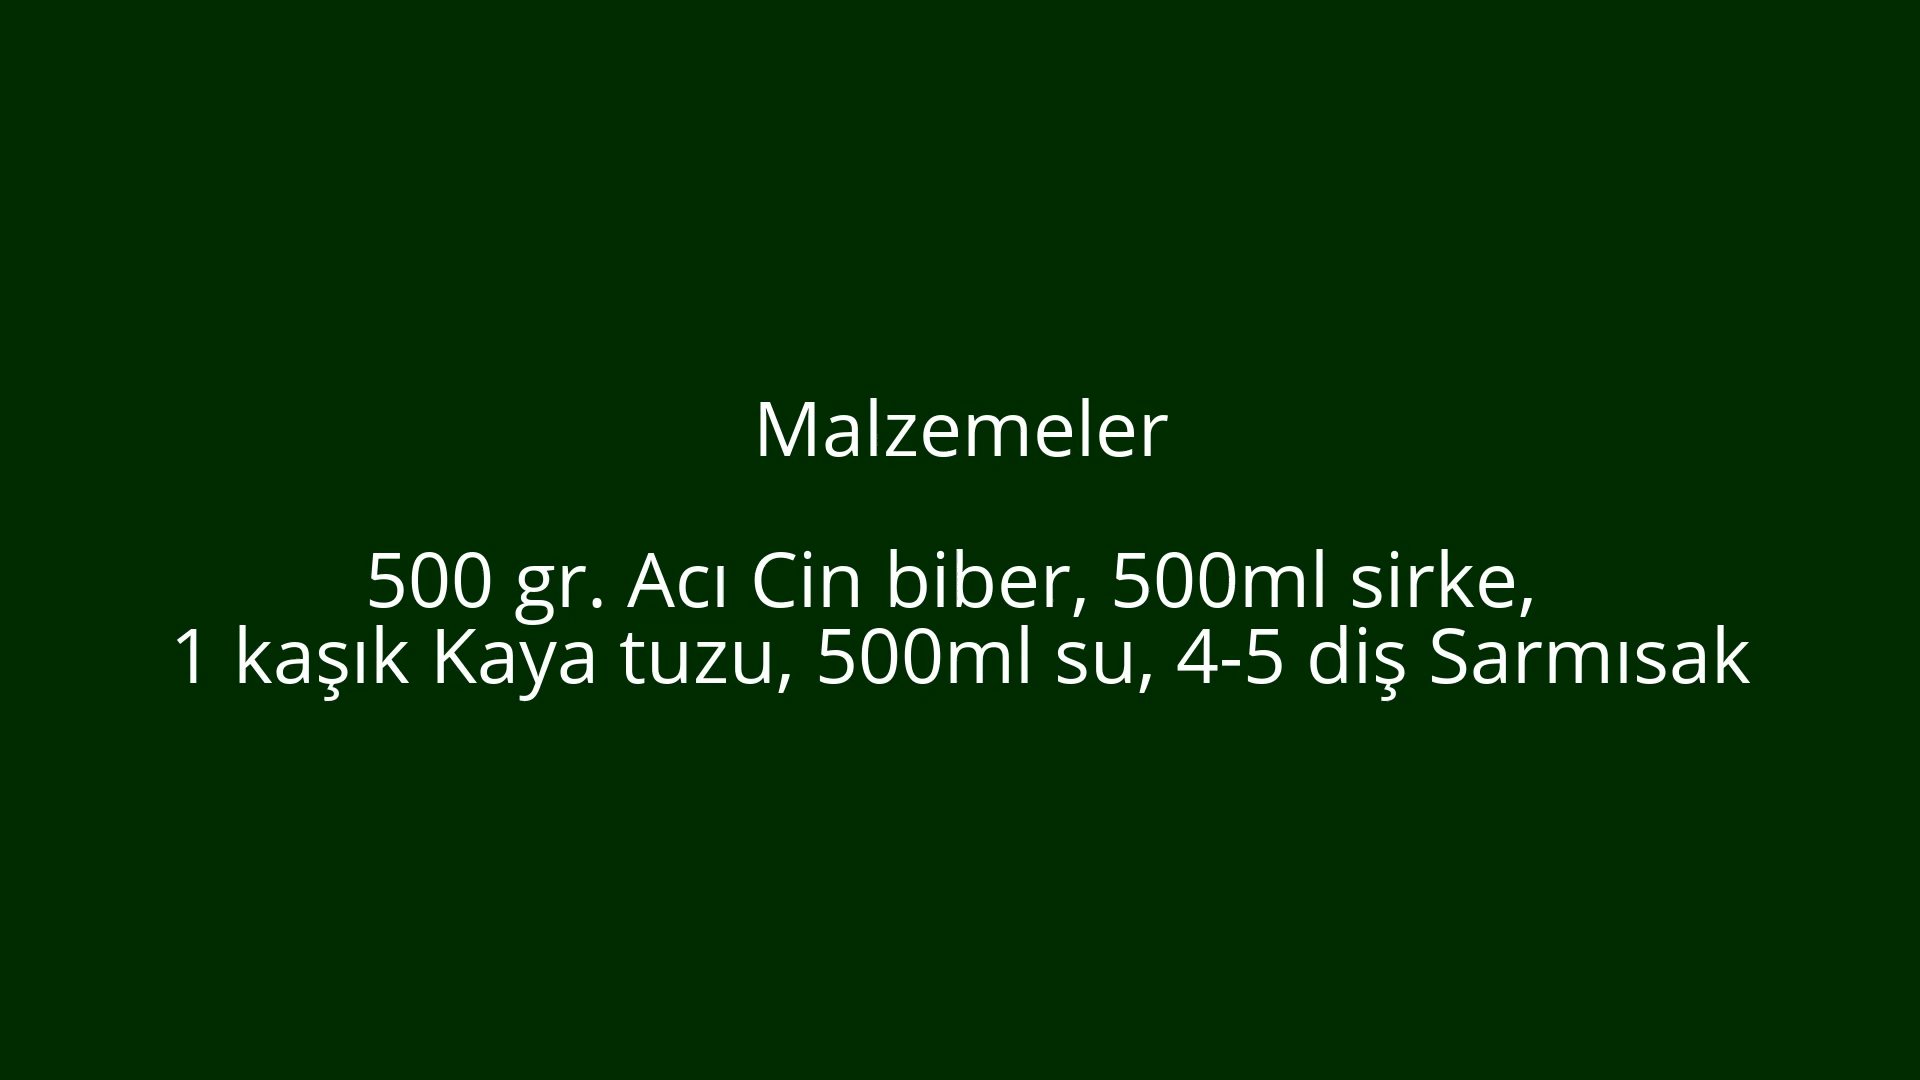 Malzemeler
500 gr. Acı Cin biber, 500ml sirke,
1 kaşık Kaya tuzu, 500ml su, 4-5 diş Sarmısak